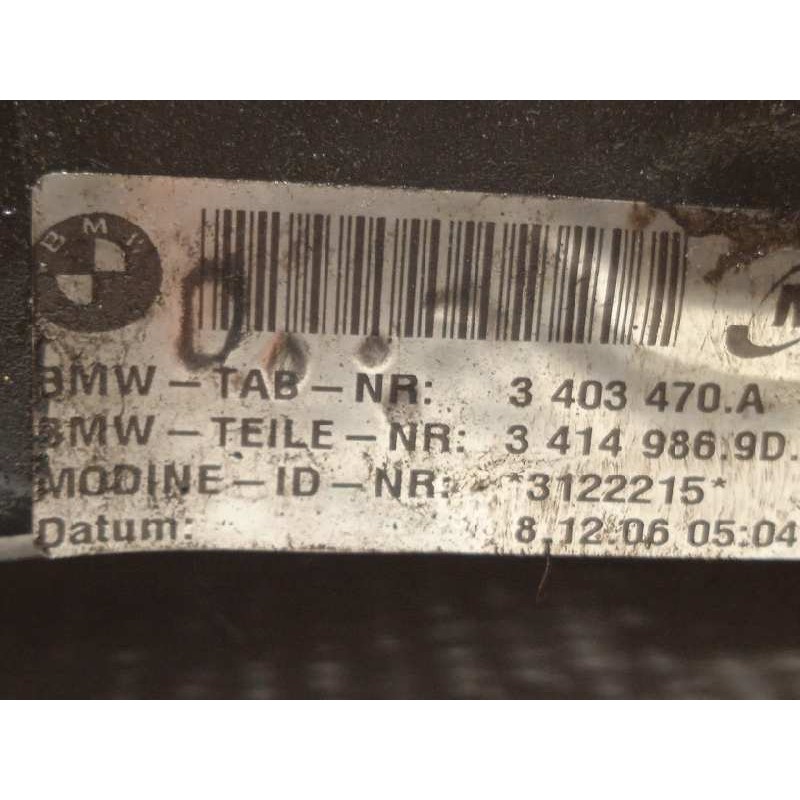 BMW
BMW-TAB-NR: 3 403 470.A
BMW-TEILE-NR: 3 414 986.9D.
MODINE-ID-NR: *3122215*
Datum: 8.12.06 05:04